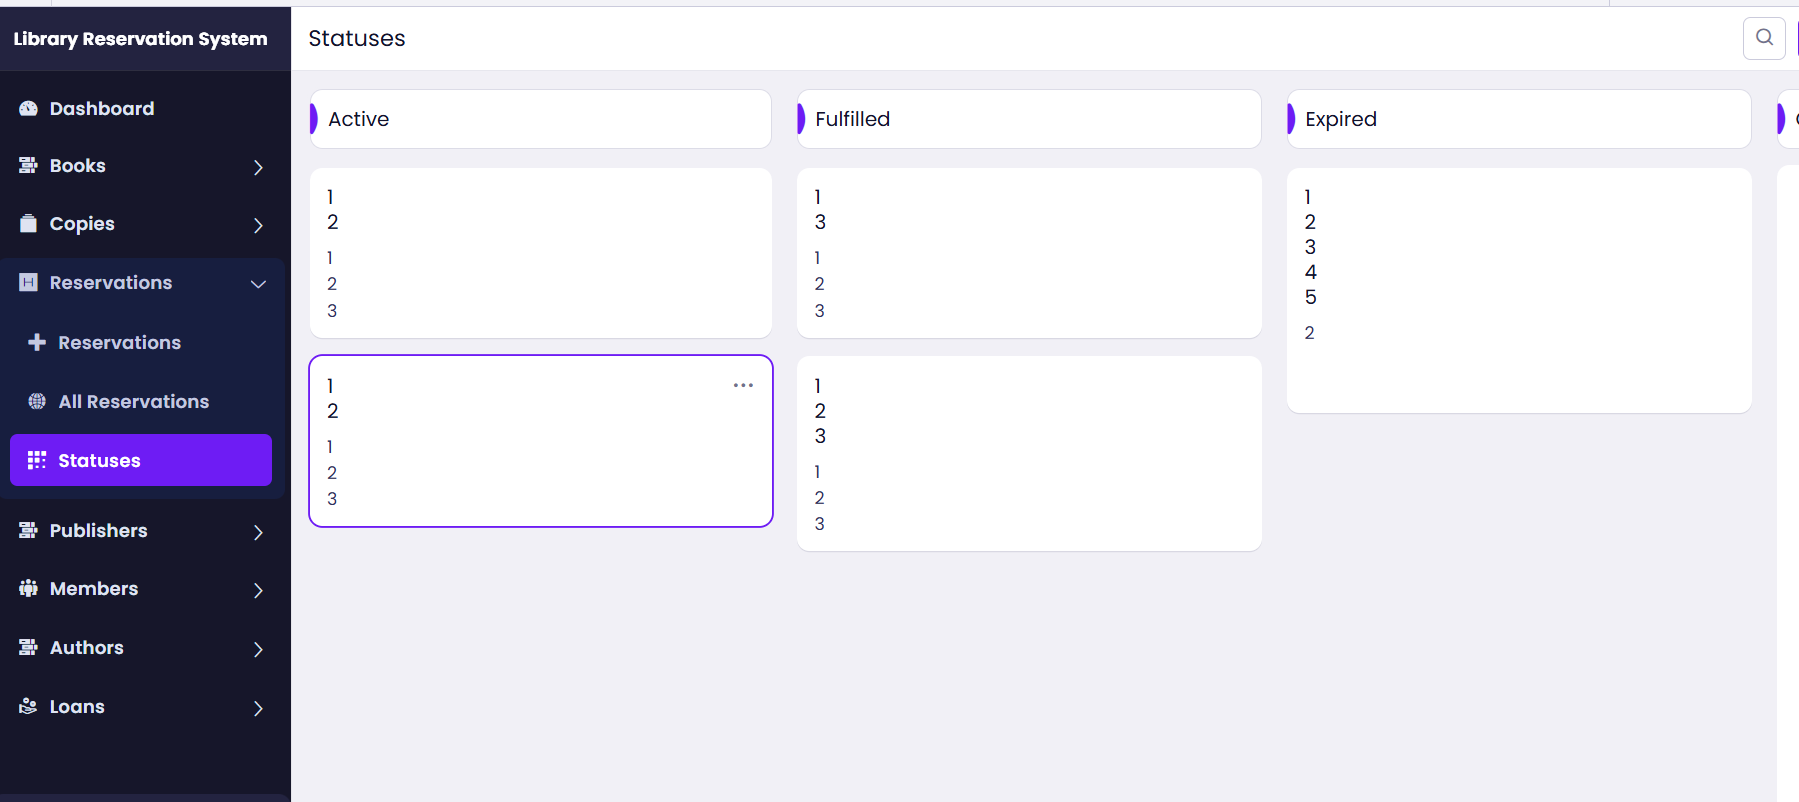 Library Reservation System
Dashboard
Books
Copies
Reservations
Reservations
All Reservations
Statuses
Publishers
Members
Authors
Loans
Statuses
Active
1
2
1
2
3
1
2
1
2
3
Fulfilled
1
3
1
2
3
1
2
3
1
2
3
Expired
1
2
3
4
5
2